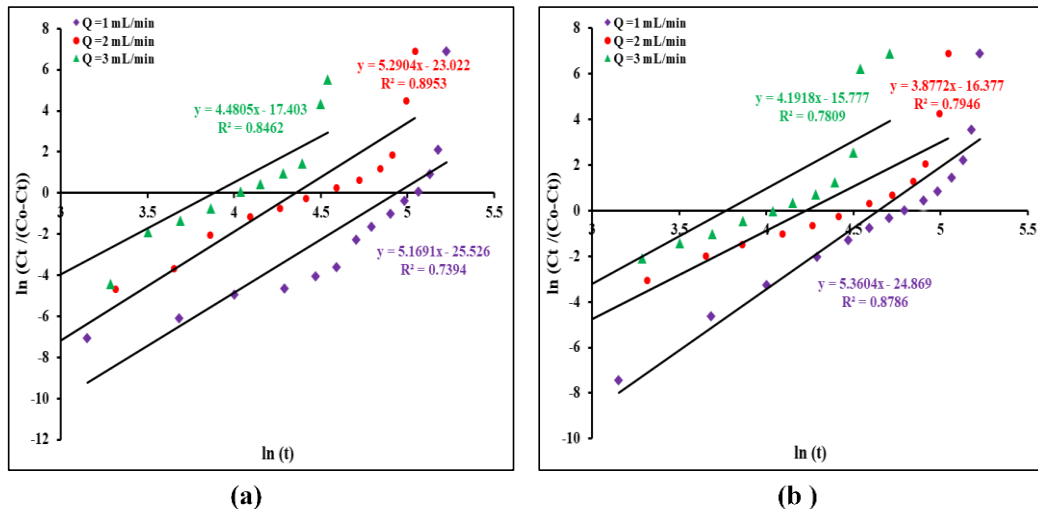 Q =1 mL/min
Q =2 mL/min
Q =3 mL/min
y = 5.2904x - 23.022
R² = 0.8953
y = 4.4805x - 17.403
R² = 0.8462
y = 5.1691x - 25.526
R² = 0.7394
8
6
4
2
0
-2
-4
-6
-8
-10
-12
3
3.5
4
4.5
5
5.5
ln (Ct /(Co-Ct))
ln (t)
(a)
Q =1 mL/min
Q =2 mL/min
Q =3 mL/min
y = 4.1918x - 15.777
R² = 0.7809
y = 3.8772x - 16.377
R² = 0.7946
y = 5.3604x - 24.869
R² = 0.8786
8
6
4
2
0
-2
-4
-6
-8
-10
3
3.5
4
4.5
5
5.5
ln (Ct /(Co-Ct))
ln (t)
(b )